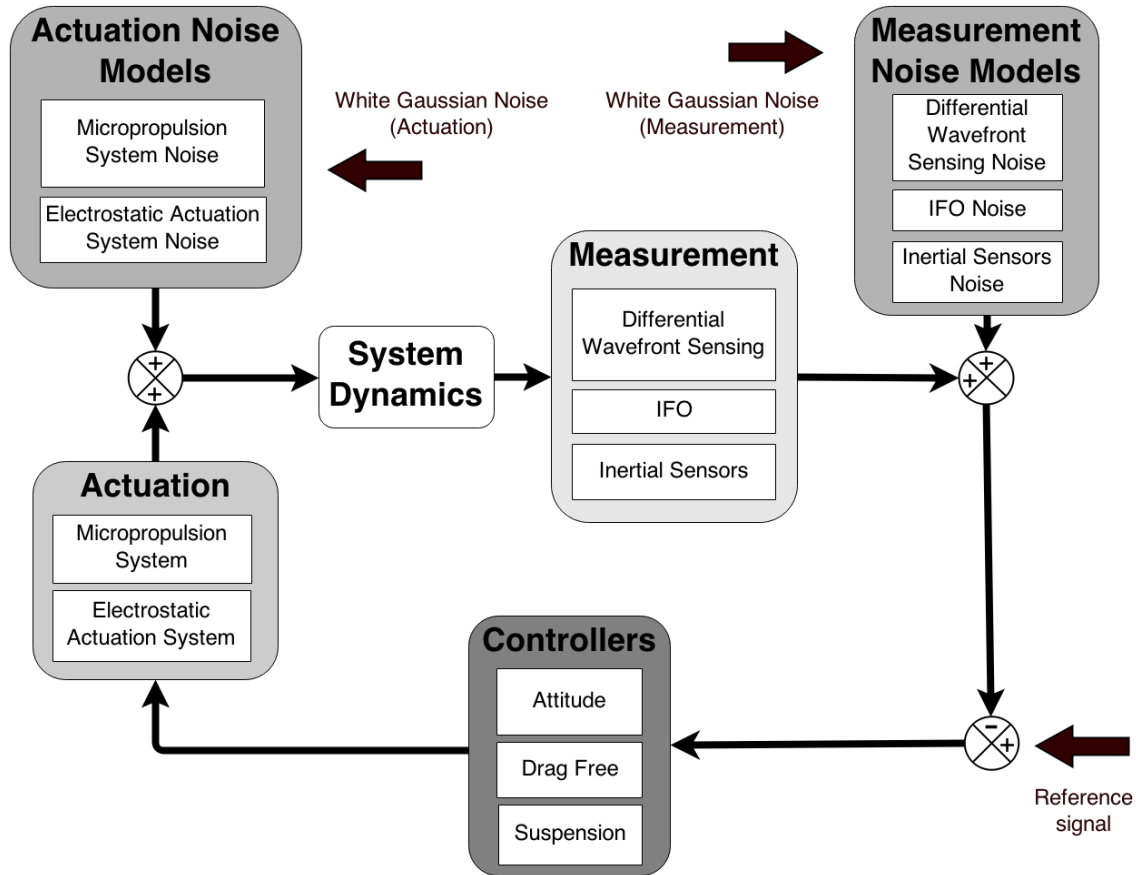 Actuation Noise
Models
Micropropulsion
System Noise
Electrostatic Actuation
System Noise
White Gaussian Noise
(Actuation)
White Gaussian Noise
(Measurement)
Measurement
Noise Models
Differential
Wavefront
Sensing Noise
IFO Noise
Inertial Sensors
Noise
+
+
System
Dynamics
Measurement
Differential
Wavefront Sensing
IFO
Inertial Sensors
+
+
Actuation
Micropropulsion
System
Electrostatic
Actuation System
Controllers
Attitude
Drag Free
Suspension
-
+
Reference
signal